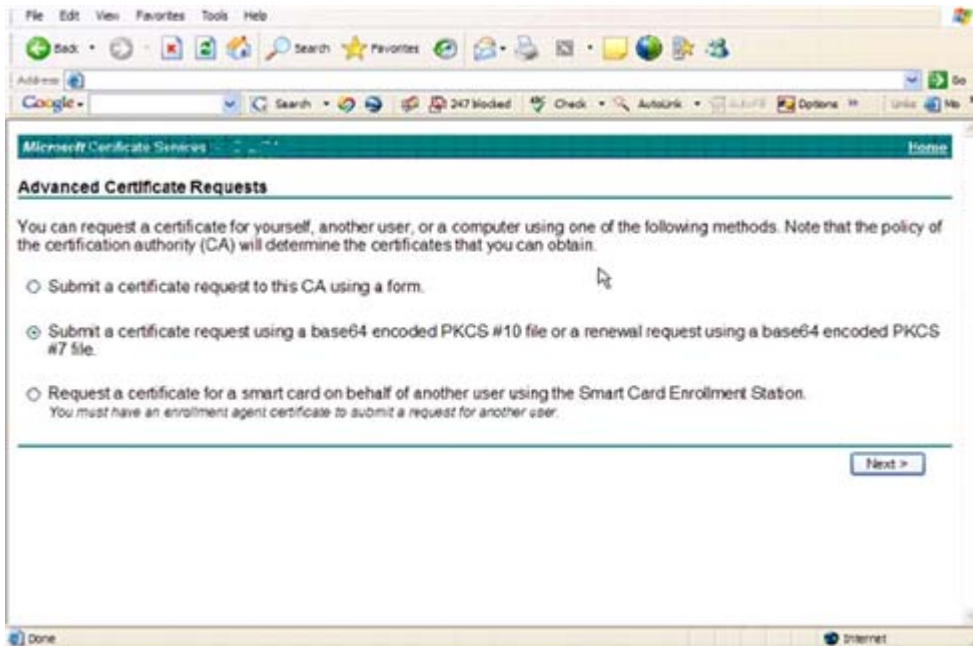 File Edit View Favorites Tools Help
Back Search Favorites
Address Go
Google Search 247 blocked Check AutoLink AutoFill Options » Links
Microsoft Certificate Services Home
Advanced Certificate Requests
You can request a certificate for yourself, another user, or a computer using one of the following methods. Note that the policy of
the certification authority (CA) will determine the certificates that you can obtain.
Submit a certificate request to this CA using a form.
Submit a certificate request using a base64 encoded PKCS #10 file or a renewal request using a base64 encoded PKCS
#7 file.
Request a certificate for a smart card on behalf of another user using the Smart Card Enrollment Station.
You must have an enrollment agent certificate to submit a request for another user.
Next >
Done Internet